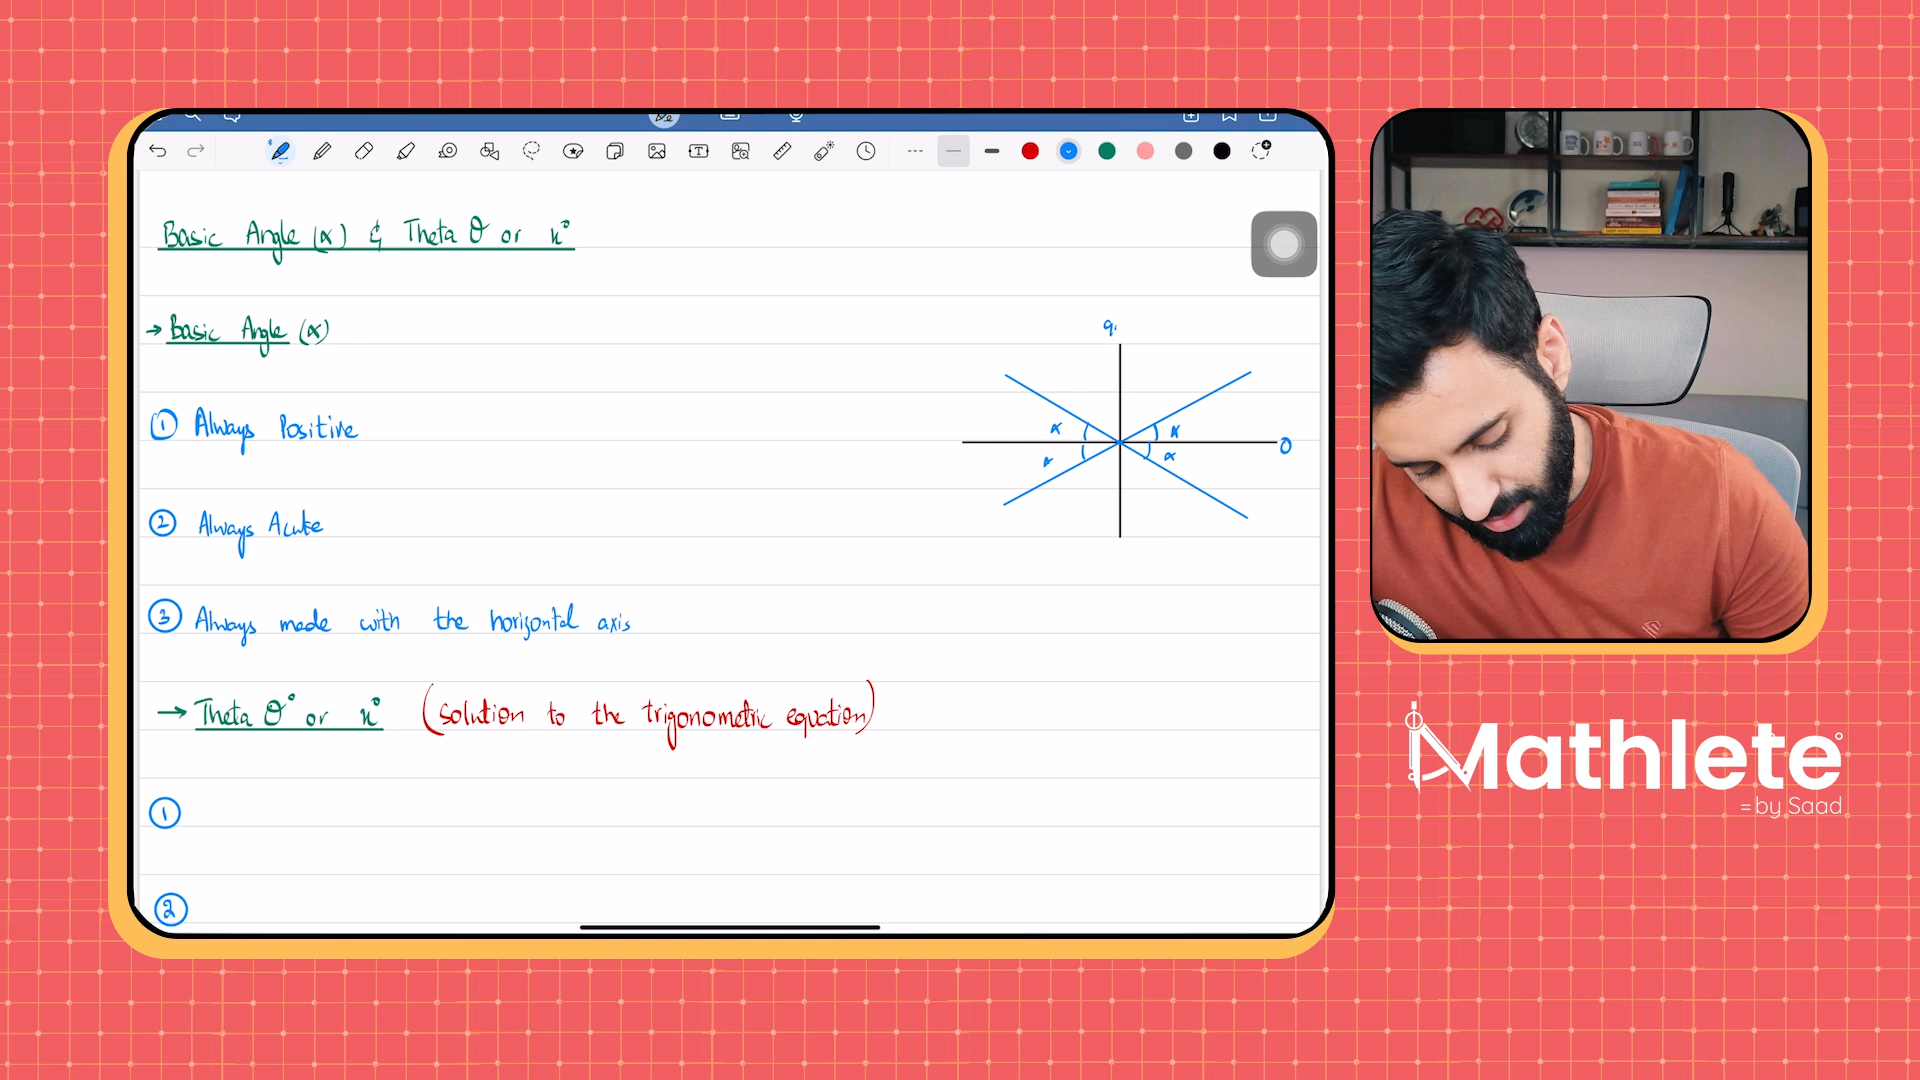 Basic Angle (α) & Theta θ or x°
→ Basic Angle (α)
① Always Positive
② Always Acute
③ Always made with the horizontal axis
→ Theta θ° or x° (solution to the trigonometric equation)
①
②
9
α α
α α
0
Mathlete°
= by Saad